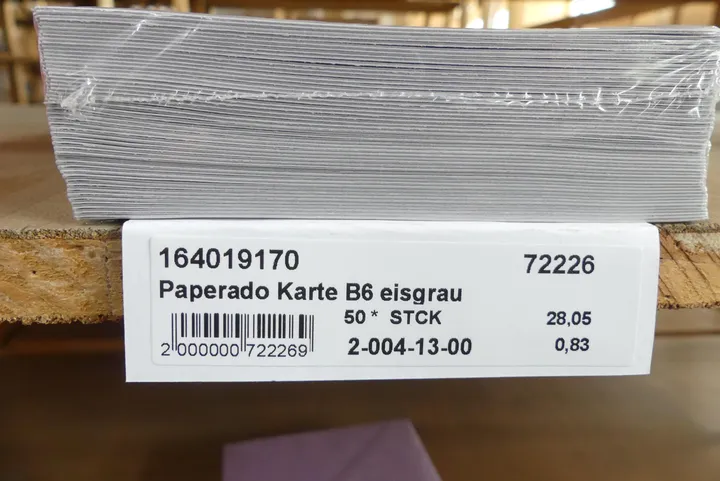 164019170 72226
Paperado Karte B6 eisgrau
50 * STCK 28,05
2 000000 722269 2-004-13-00 0,83